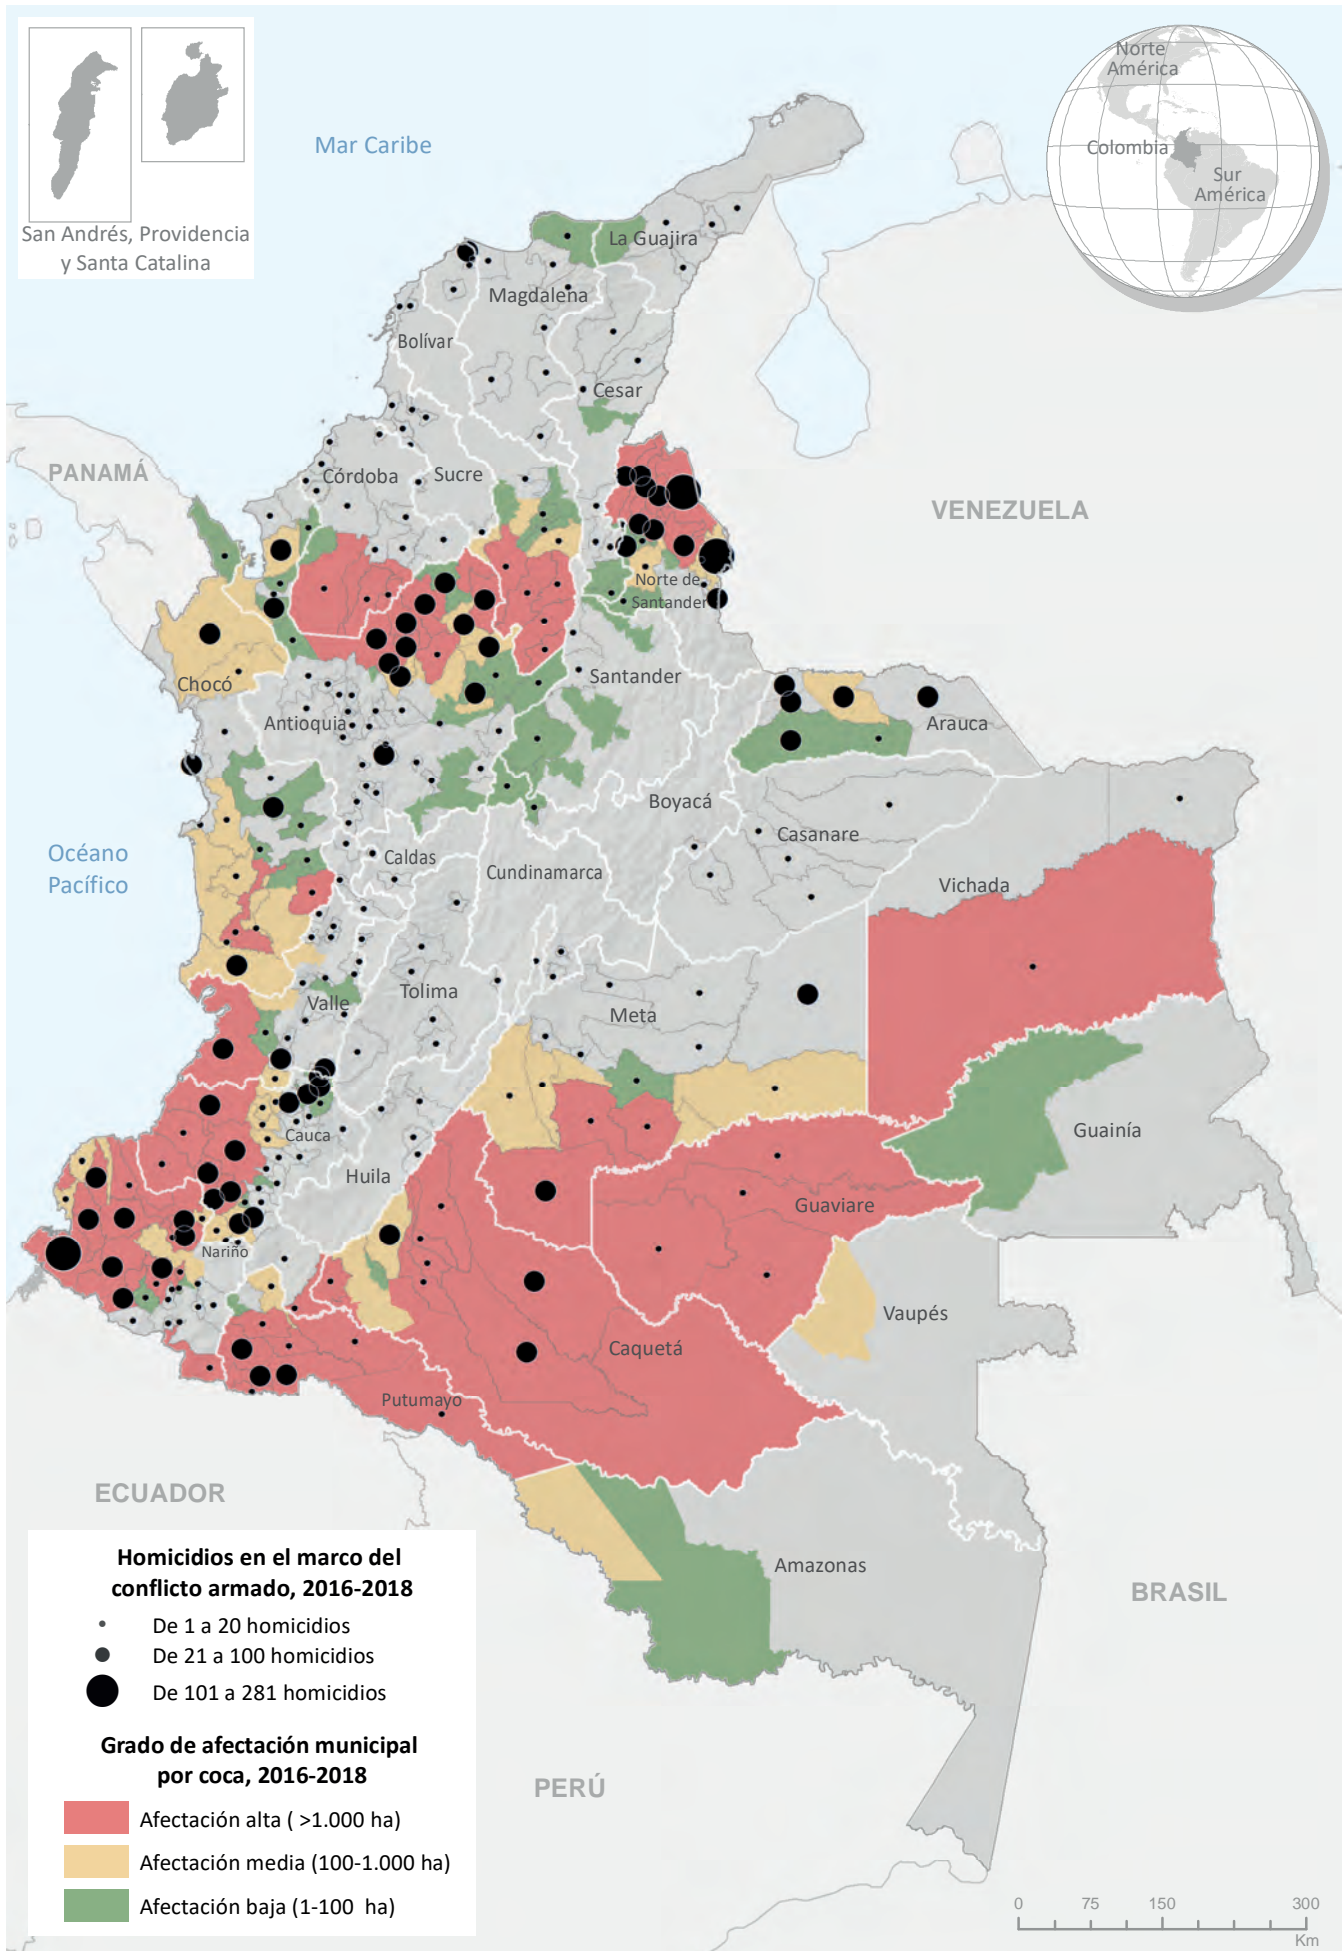 San Andrés, Providencia
y Santa Catalina
Mar Caribe
Norte
América
Colombia
Sur
América
La Guajira
Magdalena
Bolívar
Cesar
PANAMÁ
Córdoba
Sucre
VENEZUELA
Norte de
Santander
Chocó
Santander
Antioquia
Arauca
Boyacá
Casanare
Océano
Pacífico
Caldas
Cundinamarca
Vichada
Valle
Tolima
Meta
Cauca
Guainía
Huila
Guaviare
Nariño
Vaupés
Caquetá
Putumayo
ECUADOR
Amazonas
BRASIL
PERÚ
Homicidios en el marco del
conflicto armado, 2016-2018
De 1 a 20 homicidios
De 21 a 100 homicidios
De 101 a 281 homicidios
Grado de afectación municipal
por coca, 2016-2018
Afectación alta ( >1.000 ha)
Afectación media (100-1.000 ha)
Afectación baja (1-100 ha)
0 75 150 300
Km